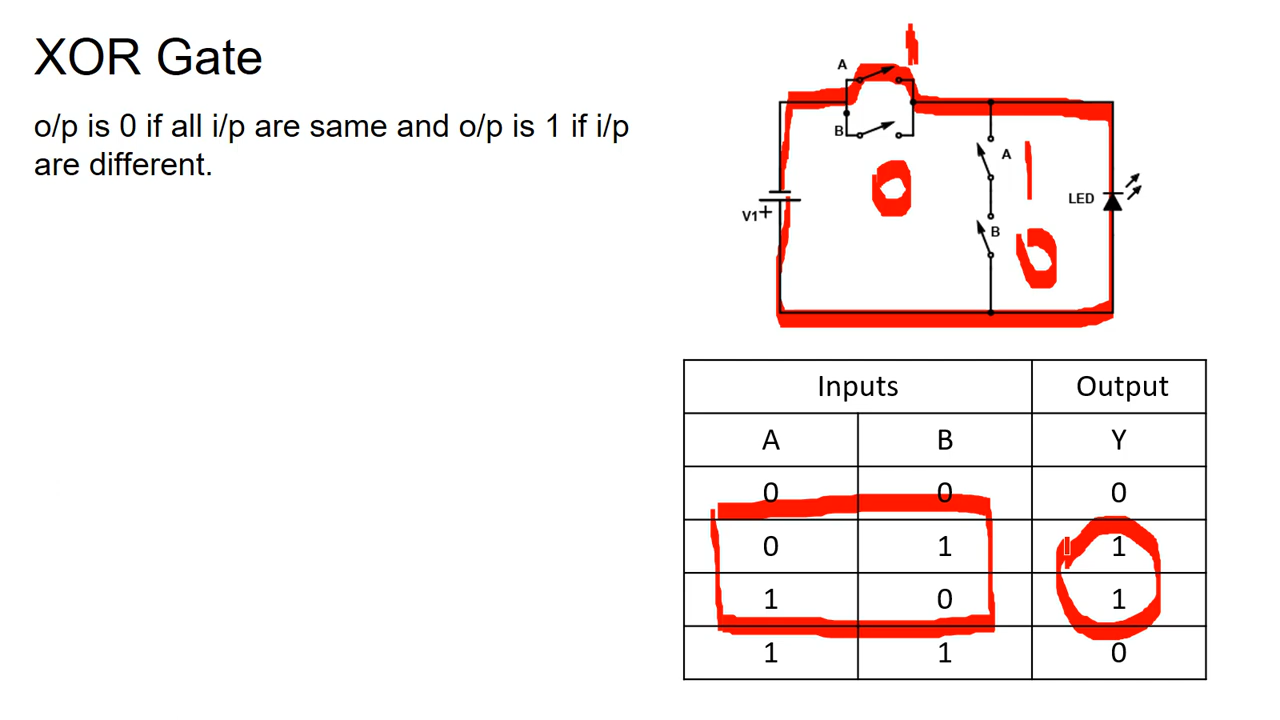 XOR Gate
o/p is 0 if all i/p are same and o/p is 1 if i/p
are different.
1
A
B
0
A
1
B
0
V1+
LED
Inputs Output
A B Y
0 0 0
0 1 1
1 0 1
1 1 0